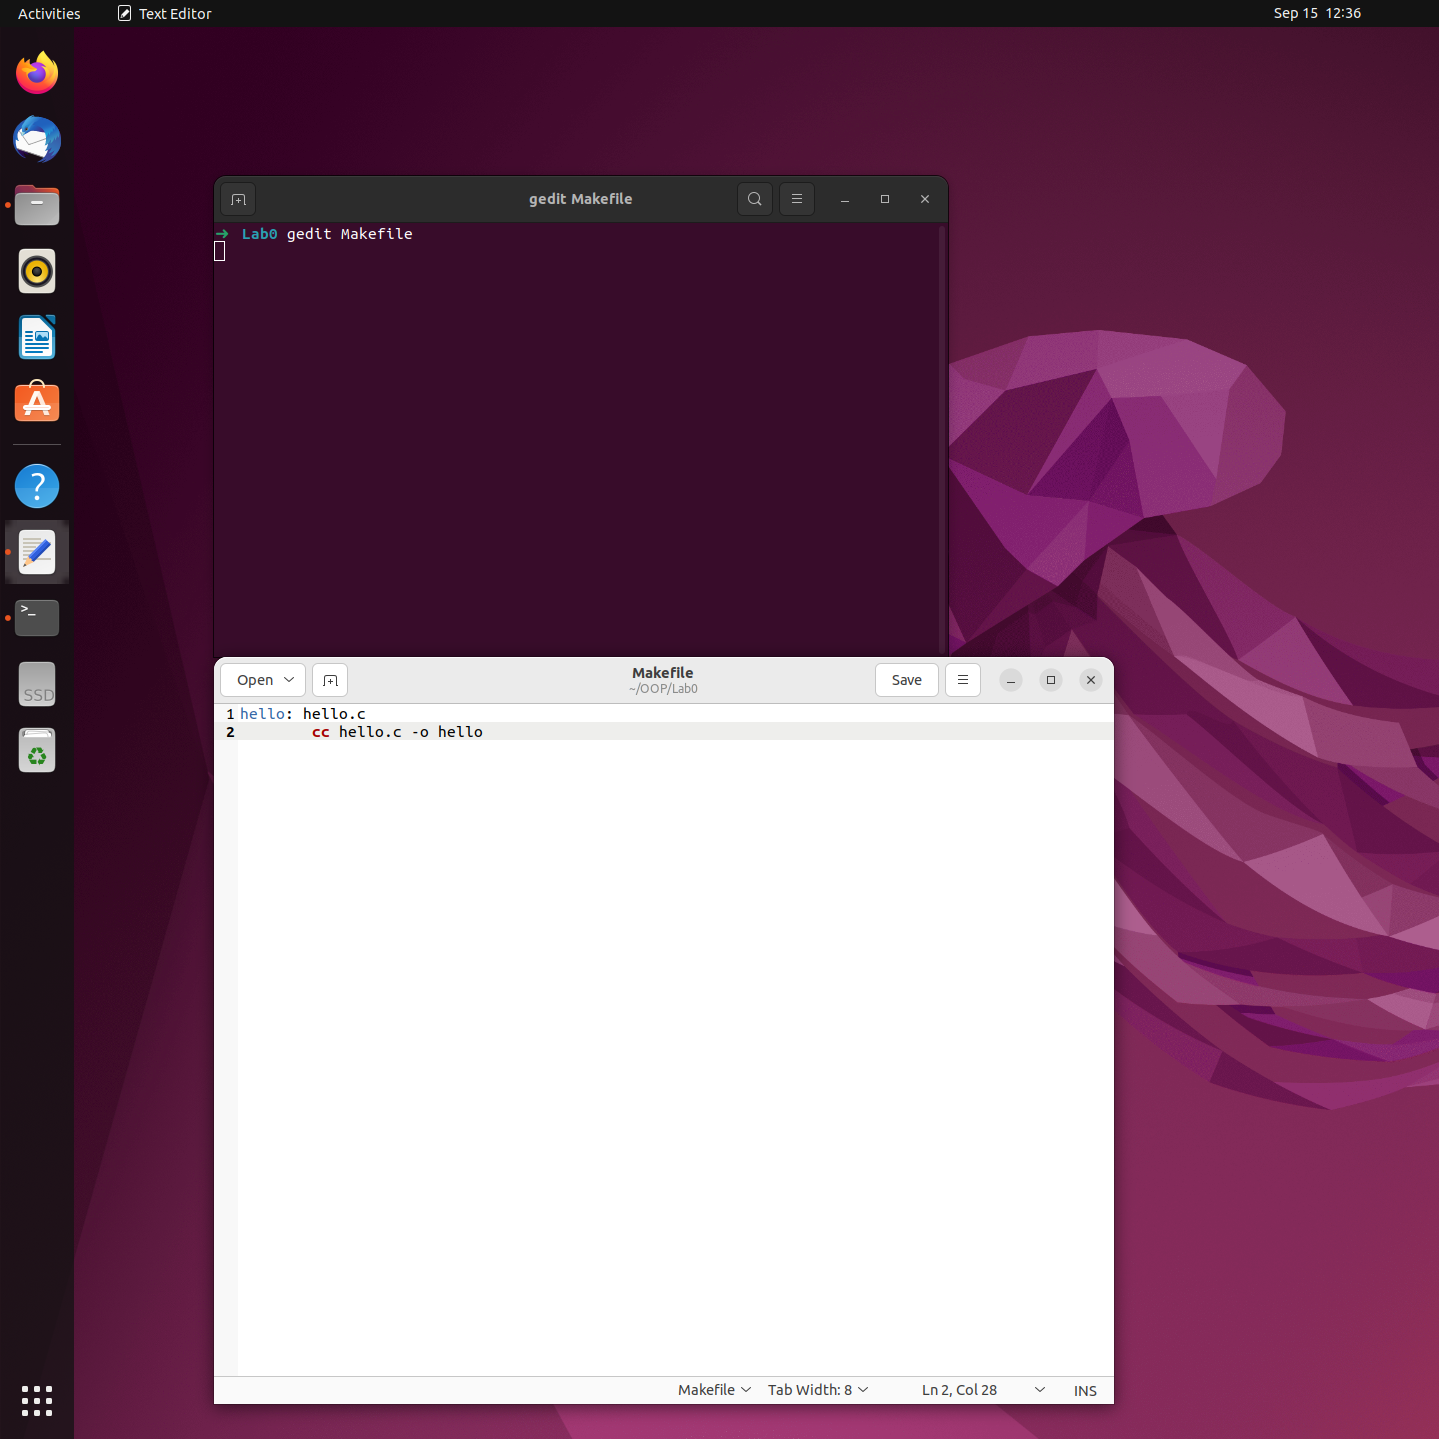 Activities
Text Editor
Sep 15 12:36
gedit Makefile
➜ Lab0 gedit Makefile
>_
?
SSD
Open
Makefile
~/OOP/Lab0
Save
1 hello: hello.c
2 	cc hello.c -o hello
Makefile
Tab Width: 8
Ln 2, Col 28
INS